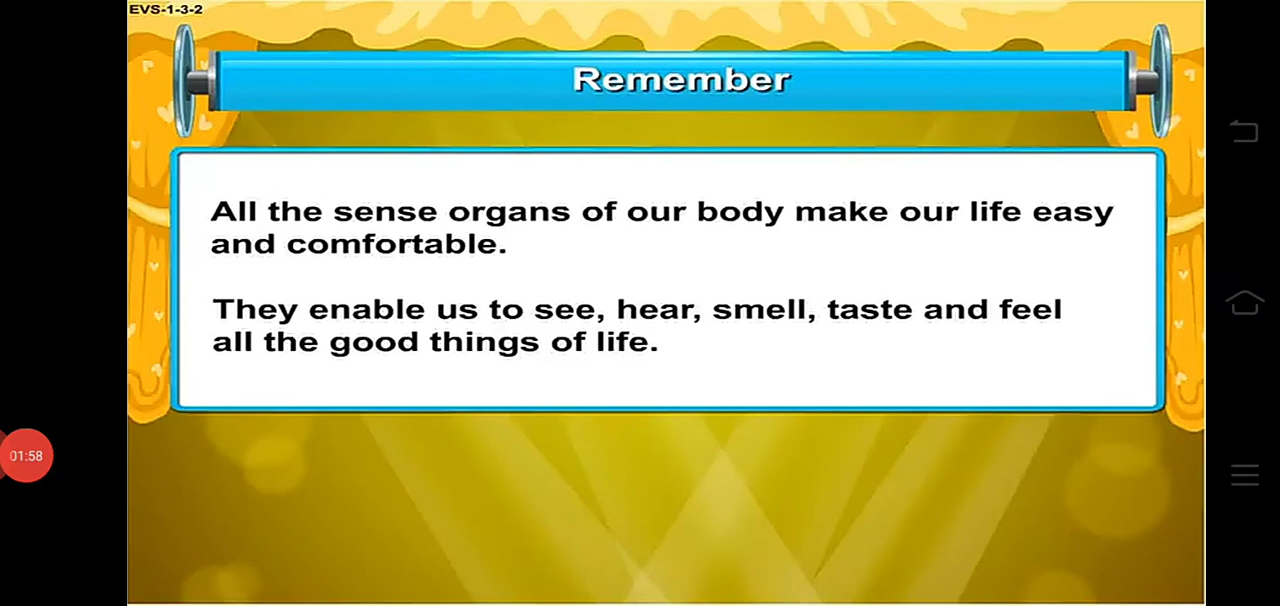 EVS-1-3-2
Remember
All the sense organs of our body make our life easy
and comfortable.
They enable us to see, hear, smell, taste and feel
all the good things of life.
01:58